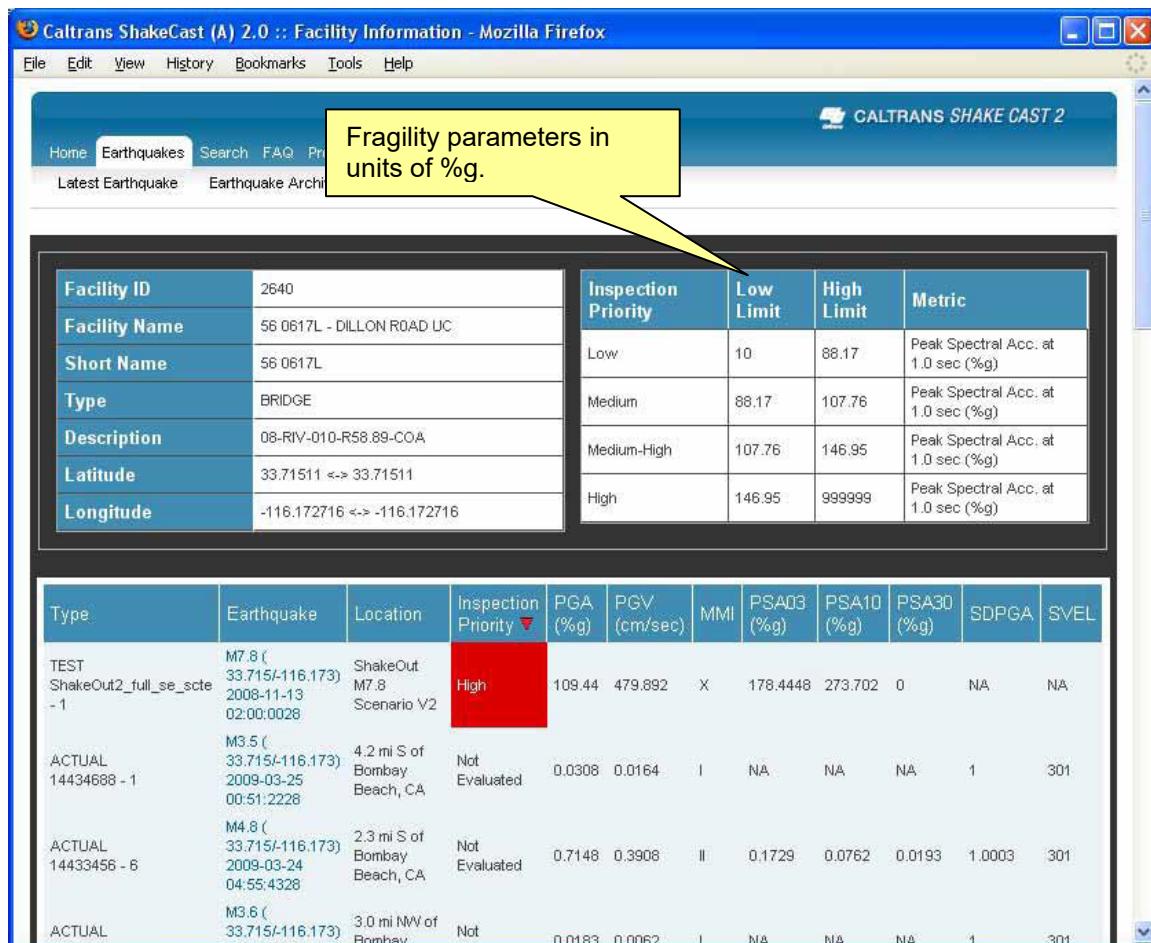 Caltrans ShakeCast (A) 2.0 :: Facility Information - Mozilla Firefox
File Edit View History Bookmarks Tools Help
CALTRANS SHAKE CAST 2
Home Earthquakes Search FAQ
Latest Earthquake Earthquake
Fragility parameters in
units of %g.
Facility ID 2640
Facility Name 56 0617L - DILLON ROAD UC
Short Name 56 0617L
Type BRIDGE
Description 08-RIV-010-R58.89-COA
Latitude 33.71511 <-> 33.71511
Longitude -116.172716 <-> -116.172716
Inspection Priority Low Limit High Limit Metric
Low 10 88.17 Peak Spectral Acc. at 1.0 sec (%g)
Medium 88.17 107.76 Peak Spectral Acc. at 1.0 sec (%g)
Medium-High 107.76 146.95 Peak Spectral Acc. at 1.0 sec (%g)
High 146.95 999999 Peak Spectral Acc. at 1.0 sec (%g)
Type Earthquake Location Inspection Priority PGA (%g) PGV (cm/sec) MMI PSA03 (%g) PSA10 (%g) PSA30 (%g) SDPGA SVEL
TEST ShakeOut2_full_se_scte - 1 M7.8 ( 33.715/-116.173) 2008-11-13 02:00:0028 ShakeOut M7.8 Scenario V2 High 109.44 479.892 X 178.4448 273.702 0 NA NA
ACTUAL 14434688 - 1 M3.5 ( 33.715/-116.173) 2009-03-25 00:51:2228 4.2 mi S of Bombay Beach, CA Not Evaluated 0.0308 0.0164 I NA NA NA 1 301
ACTUAL 14433456 - 6 M4.8 ( 33.715/-116.173) 2009-03-24 04:55:4328 2.3 mi S of Bombay Beach, CA Not Evaluated 0.7148 0.3908 II 0.1729 0.0762 0.0193 1.0003 301
ACTUAL M3.6 ( 33.715/-116.173) 3.0 mi NW of Bombay Not 0.0183 0.0062 I NA NA NA 1 301